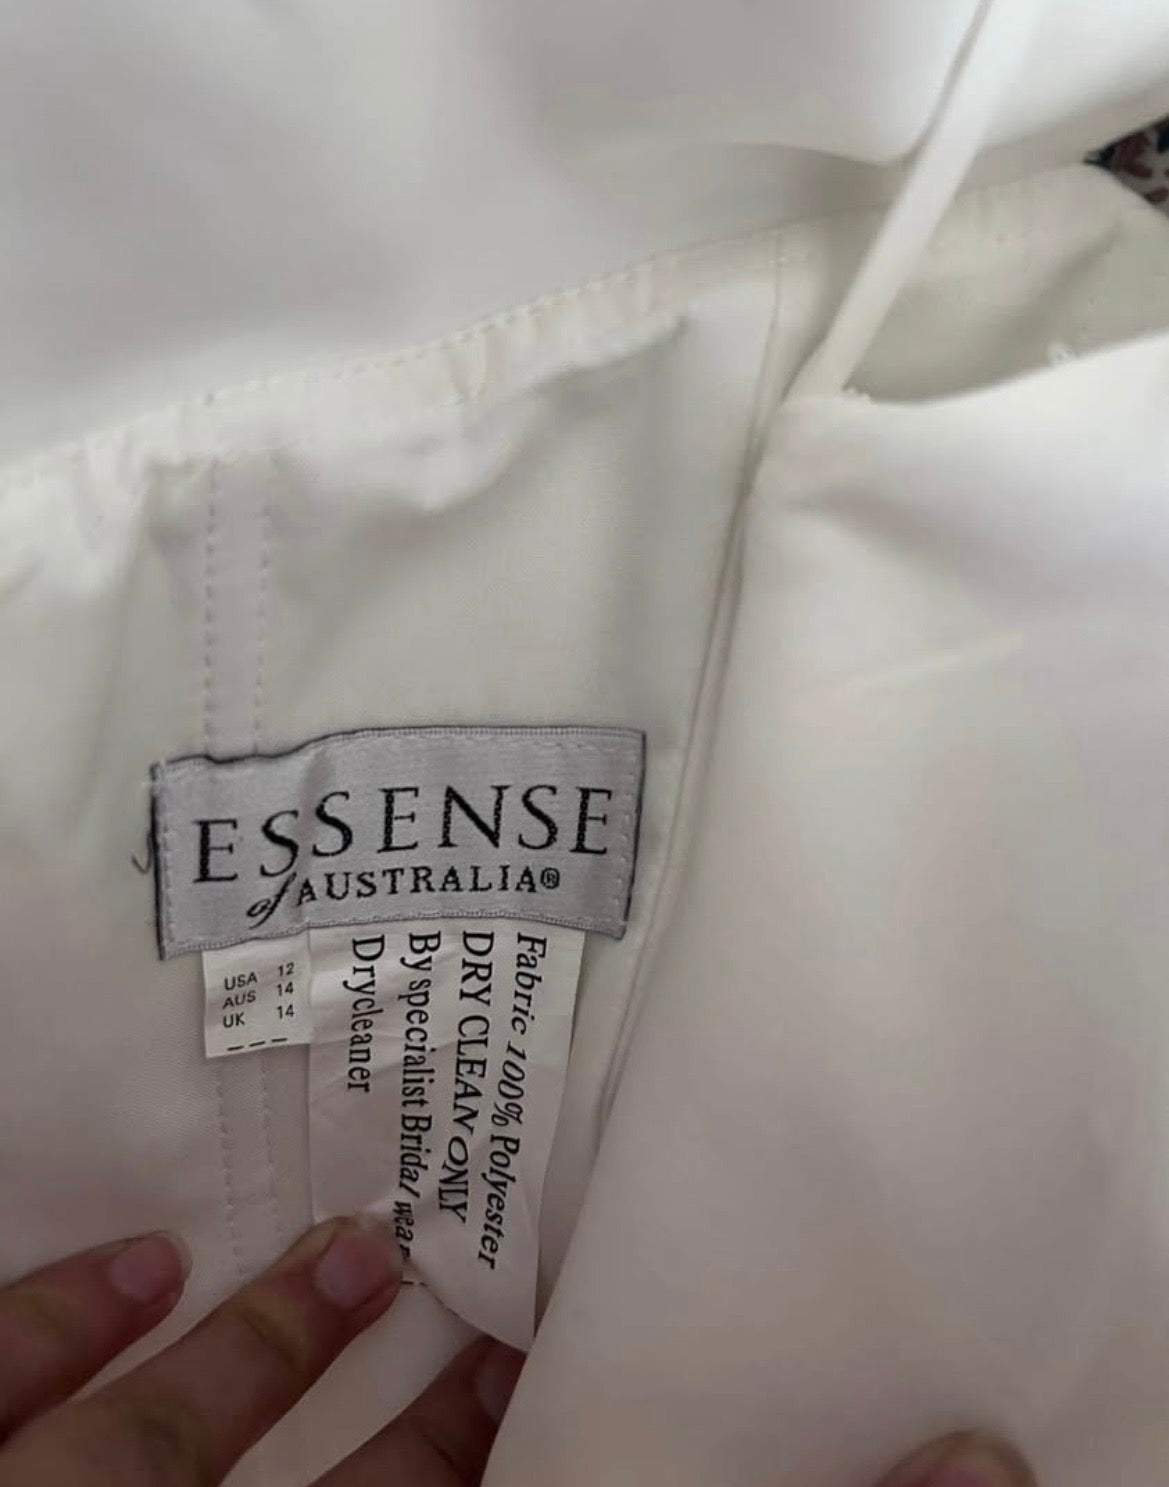 ESSENSE
of AUSTRALIA®
USA 12
AUS 14
UK 14
Fabric 100% Polyester
DRY CLEAN ONLY
By specialist Bridal wear
Drycleaner